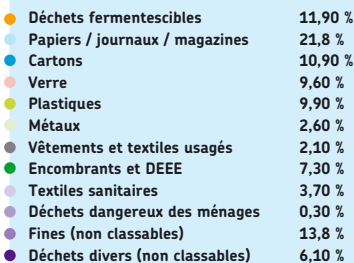 Déchets fermentescibles 11,90 %
Papiers / journaux / magazines 21,8 %
Cartons 10,90 %
Verre 9,60 %
Plastiques 9,90 %
Métaux 2,60 %
Vêtements et textiles usagés 2,10 %
Encombrants et DEEE 7,30 %
Textiles sanitaires 3,70 %
Déchets dangereux des ménages 0,30 %
Fines (non classables) 13,8 %
Déchets divers (non classables) 6,10 %